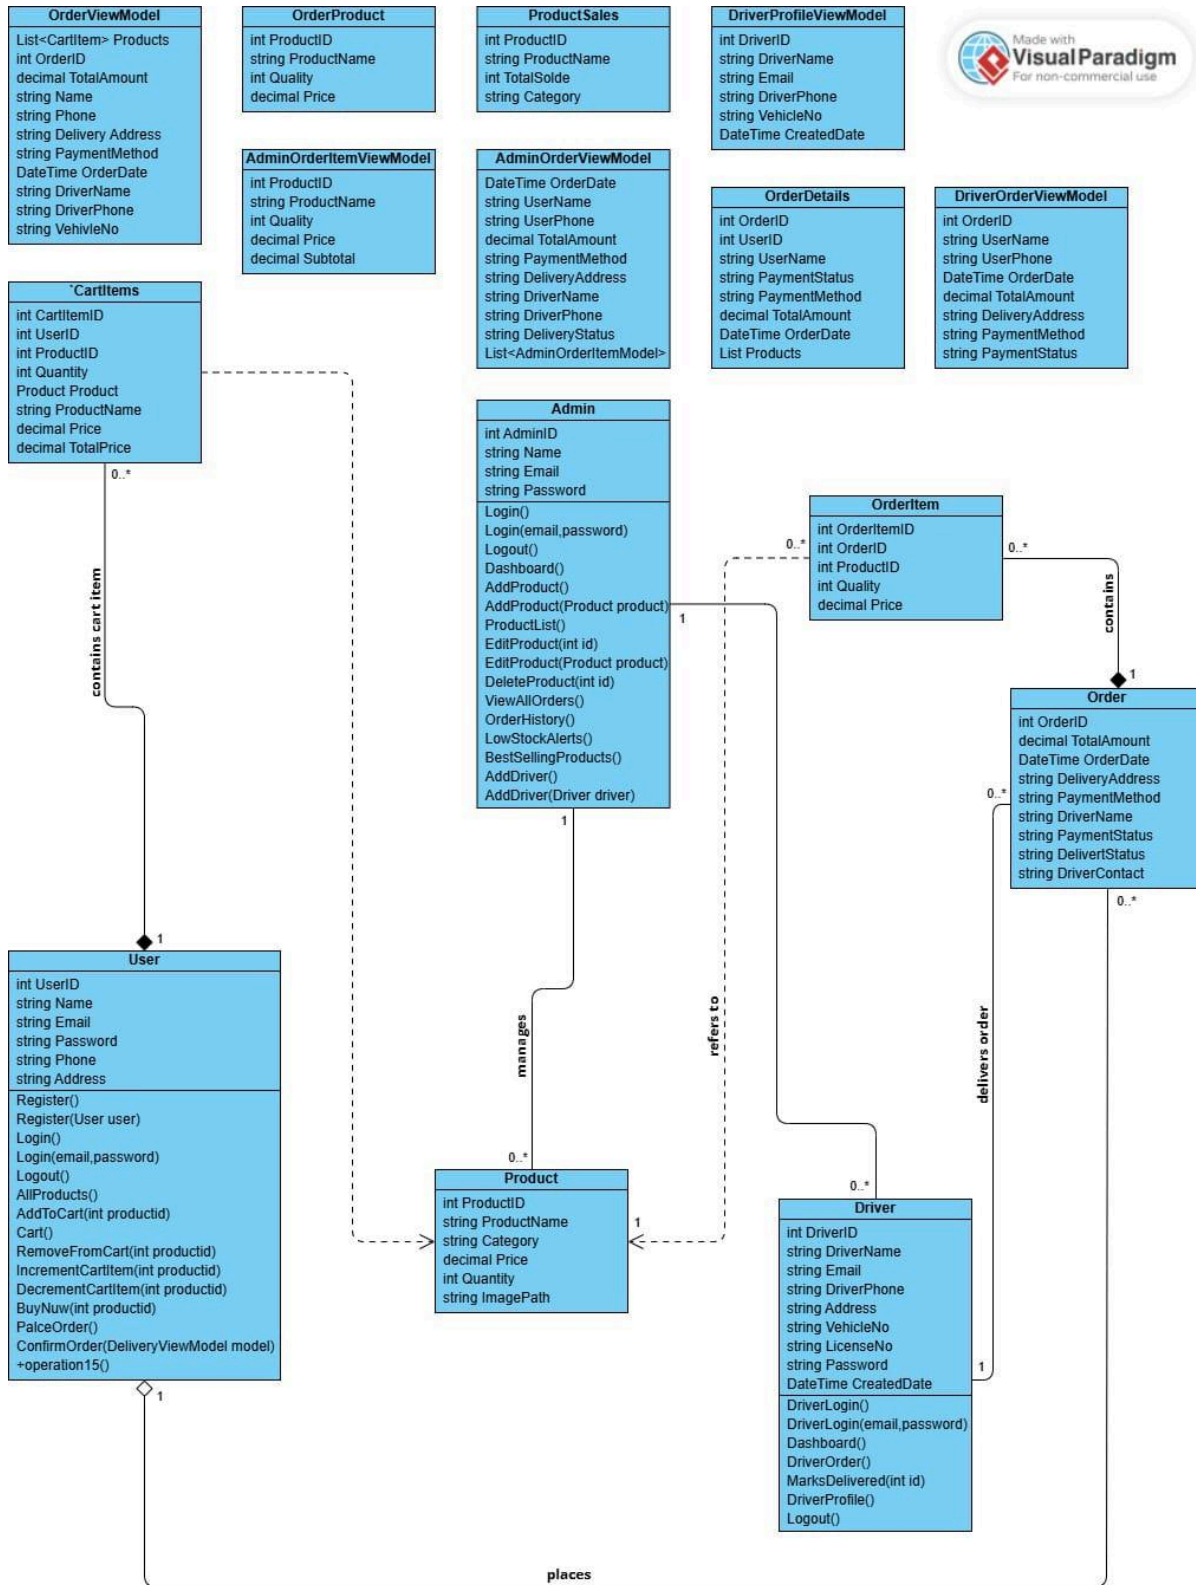 OrderViewModel
List<CartItem> Products
int OrderID
decimal TotalAmount
string Name
string Phone
string Delivery Address
string PaymentMethod
DateTime OrderDate
string DriverName
string DriverPhone
string VehivleNo
OrderProduct
int ProductID
string ProductName
int Quality
decimal Price
ProductSales
int ProductID
string ProductName
int TotalSolde
string Category
DriverProfileViewModel
int DriverID
string DriverName
string Email
string DriverPhone
string VehicleNo
DateTime CreatedDate
Made with
VisualParadigm
For non-commercial use
AdminOrderItemViewModel
int ProductID
string ProductName
int Quality
decimal Price
decimal Subtotal
AdminOrderViewModel
DateTime OrderDate
string UserName
string UserPhone
decimal TotalAmount
string PaymentMethod
string DeliveryAddress
string DriverName
string DriverPhone
string DeliveryStatus
List<AdminOrderItemModel>
OrderDetails
int OrderID
int UserID
string UserName
string PaymentStatus
string PaymentMethod
decimal TotalAmount
DateTime OrderDate
List Products
DriverOrderViewModel
int OrderID
string UserName
string UserPhone
DateTime OrderDate
decimal TotalAmount
string DeliveryAddress
string PaymentMethod
string PaymentStatus
`CartItems
int CartItemID
int UserID
int ProductID
int Quantity
Product Product
string ProductName
decimal Price
decimal TotalPrice
0..*
contains cart item
1
Admin
int AdminID
string Name
string Email
string Password
Login()
Login(email,password)
Logout()
Dashboard()
AddProduct()
AddProduct(Product product)
ProductList()
EditProduct(int id)
EditProduct(Product product)
DeleteProduct(int id)
ViewAllOrders()
OrderHistory()
LowStockAlerts()
BestSellingProducts()
AddDriver()
AddDriver(Driver driver)
1
1
OrderItem
int OrderItemID
int OrderID
int ProductID
int Quality
decimal Price
0..*
0..*
contains
1
Order
int OrderID
decimal TotalAmount
DateTime OrderDate
string DeliveryAddress
string PaymentMethod
string DriverName
string PaymentStatus
string DelivertStatus
string DriverContact
0..*
0..*
User
int UserID
string Name
string Email
string Password
string Phone
string Address
Register()
Register(User user)
Login()
Login(email,password)
Logout()
AllProducts()
AddToCart(int productid)
Cart()
RemoveFromCart(int productid)
IncrementCartItem(int productid)
DecrementCartItem(int productid)
BuyNuw(int productid)
PalceOrder()
ConfirmOrder(DeliveryViewModel model)
+operation15()
1
manages
refers to
delivers order
0..*
Product
int ProductID
string ProductName
string Category
decimal Price
int Quantity
string ImagePath
1
0..*
Driver
int DriverID
string DriverName
string Email
string DriverPhone
string Address
string VehicleNo
string LicenseNo
string Password
DateTime CreatedDate
DriverLogin()
DriverLogin(email,password)
Dashboard()
DriverOrder()
MarksDelivered(int id)
DriverProfile()
Logout()
1
places